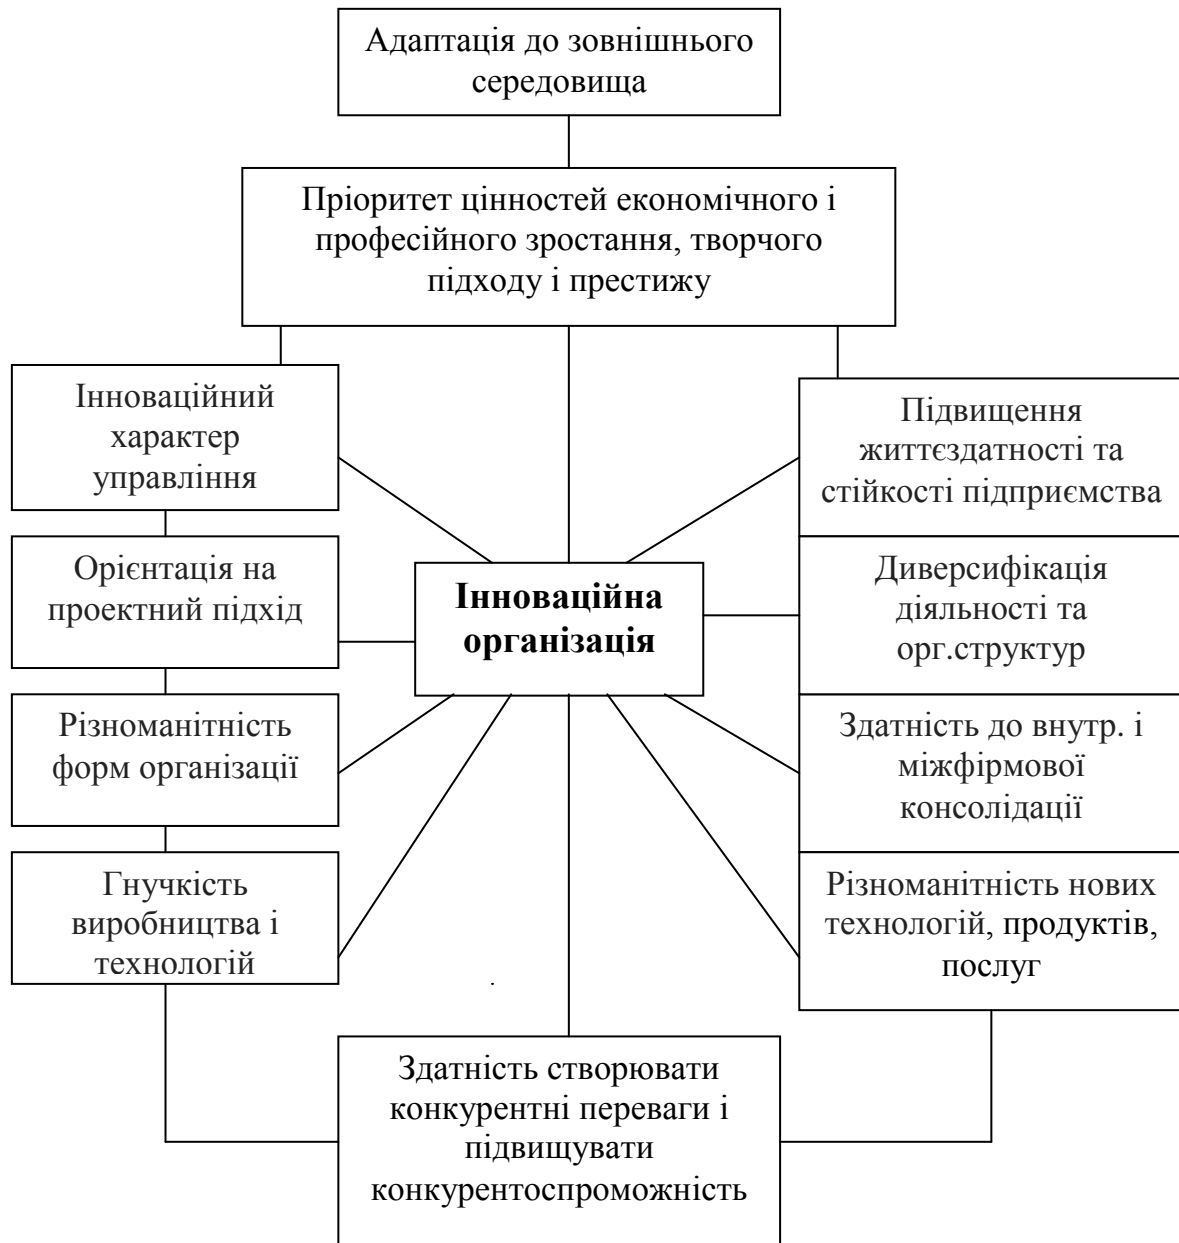 Адаптація до зовнішнього
середовища
Пріоритет цінностей економічного і
професійного зростання, творчого
підходу і престижу
Інноваційний
характер
управління
Підвищення
життєздатності та
стійкості підприємства
Орієнтація на
проектний підхід
Інноваційна
організація
Диверсифікація
діяльності та
орг.структур
Різноманітність
форм організації
Здатність до внутр. і
міжфірмової
консолідації
Гнучкість
виробництва і
технологій
Різноманітність нових
технологій, продуктів,
послуг
.
Здатність створювати
конкурентні переваги і
підвищувати
конкурентоспроможність